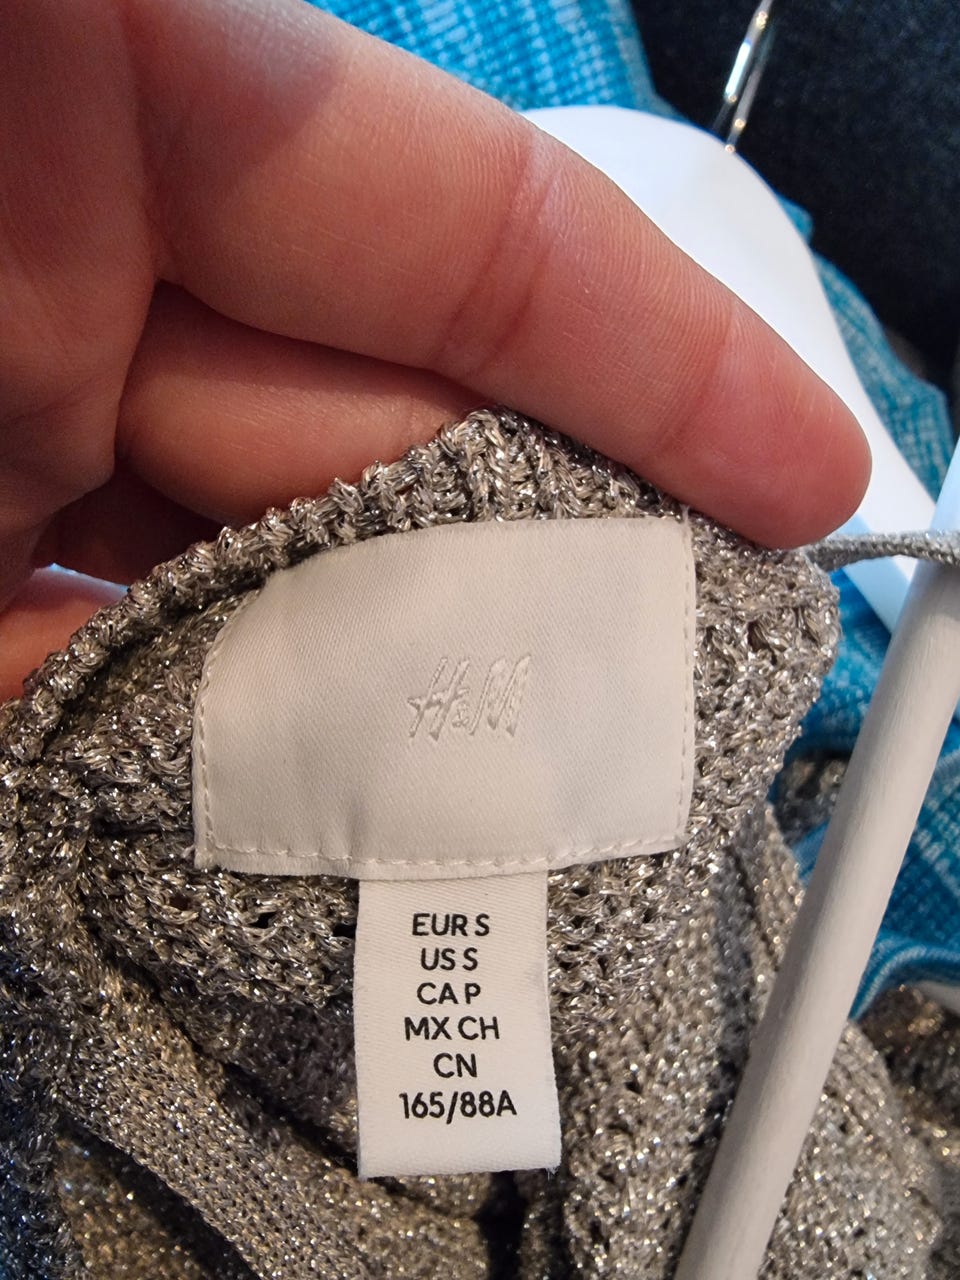 H&M
EUR S
US S
CA P
MX CH
CN
165/88A